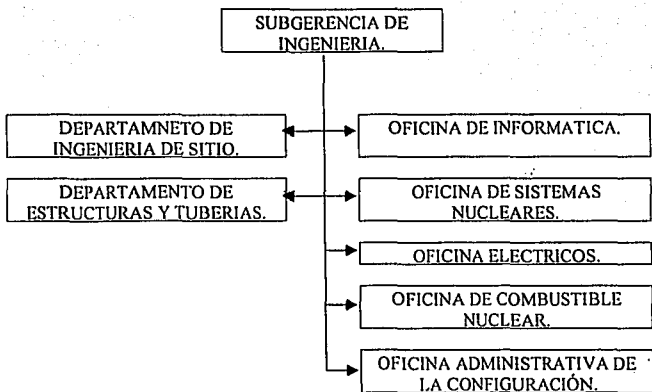 SUBGERENCIA DE
INGENIERIA.
DEPARTAMNETO DE
INGENIERIA DE SITIO.
OFICINA DE INFORMATICA.
DEPARTAMENTO DE
ESTRUCTURAS Y TUBERIAS.
OFICINA DE SISTEMAS
NUCLEARES.
OFICINA ELECTRICOS.
OFICINA DE COMBUSTIBLE
NUCLEAR.
OFICINA ADMINISTRATIVA DE
LA CONFIGURACIÓN.